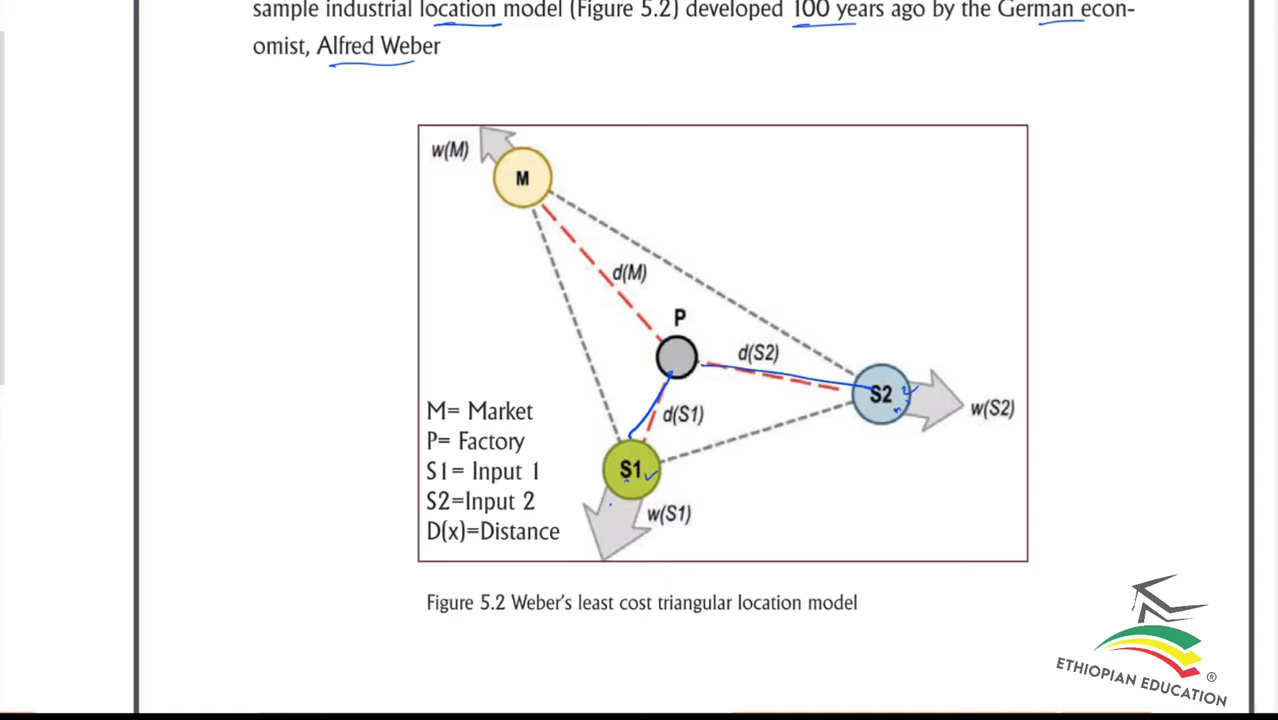 sample industrial location model (Figure 5.2) developed 100 years ago by the German econ-
omist, Alfred Weber
w(M)
M
d(M)
P
d(S2)
S2
w(S2)
d(S1)
S1
w(S1)
M= Market
P= Factory
S1= Input 1
S2=Input 2
D(x)=Distance
Figure 5.2 Weber's least cost triangular location model
ETHIOPIAN EDUCATION ®